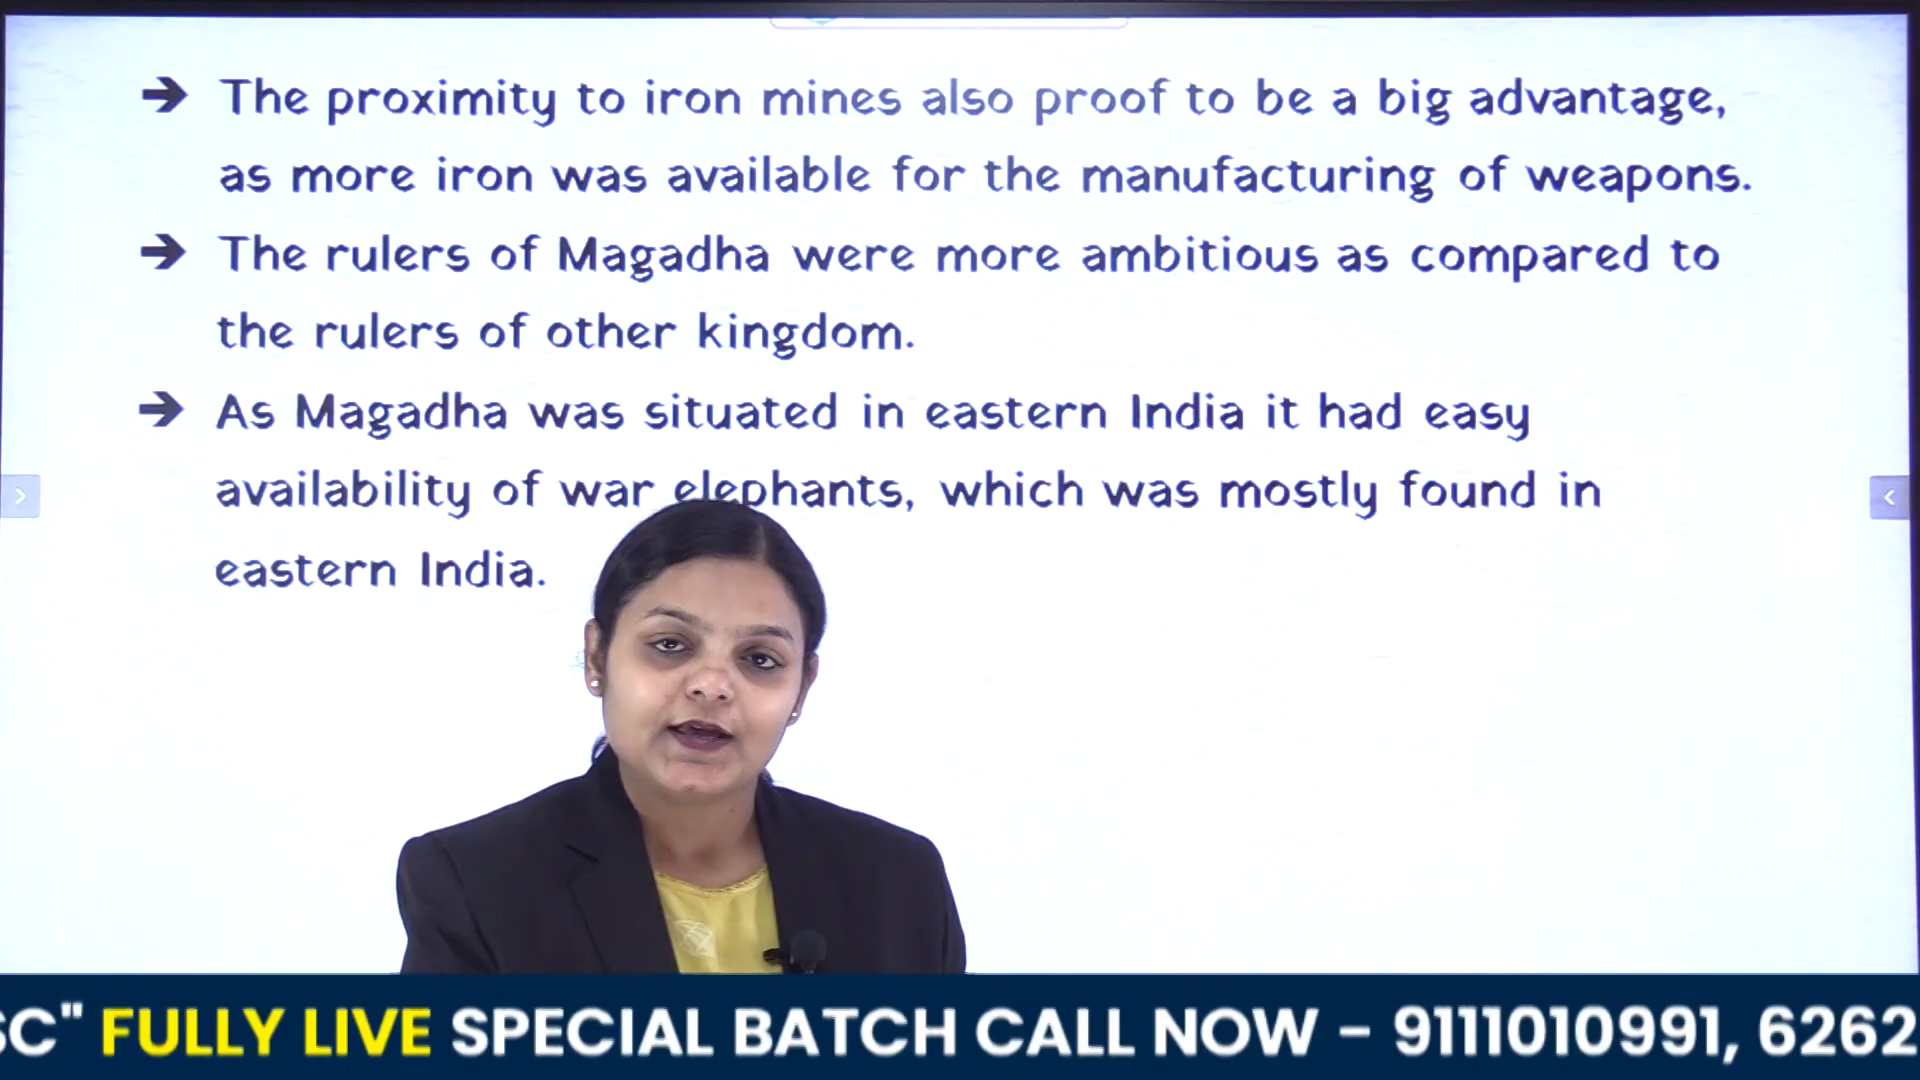 ➔ The proximity to iron mines also proof to be a big advantage,
as more iron was available for the manufacturing of weapons.
➔ The rulers of Magadha were more ambitious as compared to
the rulers of other kingdom.
➔ As Magadha was situated in eastern India it had easy
availability of war elephants, which was mostly found in
eastern India.
SC" FULLY LIVE SPECIAL BATCH CALL NOW - 9111010991, 6262